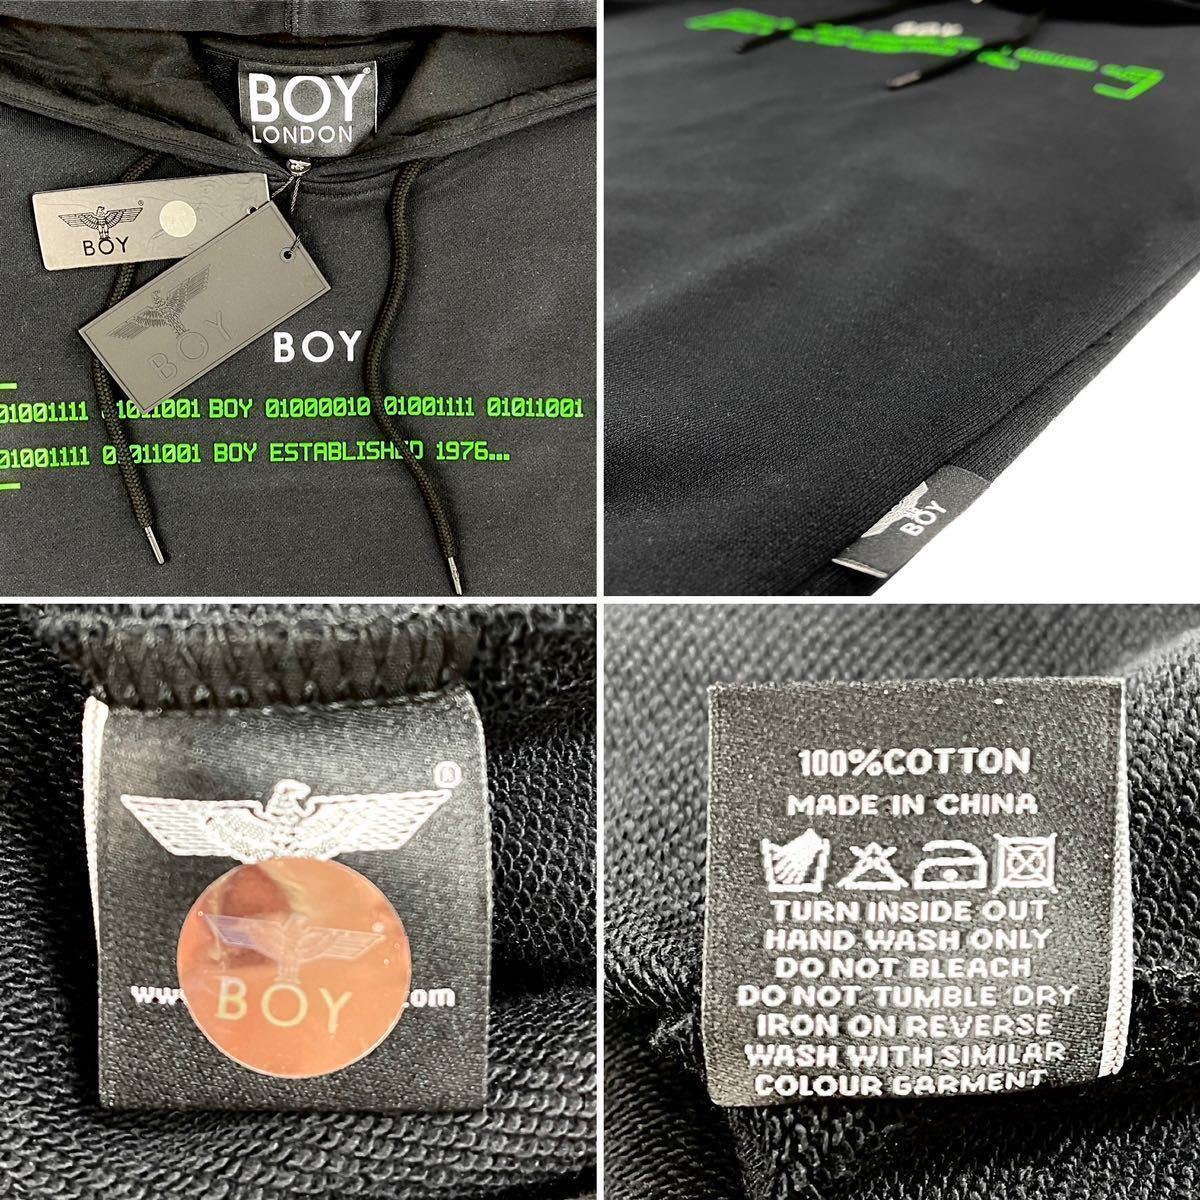 BOY®
LONDON
®
BOY
BOY
BOY
01001111 01011001 BOY 01000010 01001111 01011001
01001111 01011001 BOY ESTABLISHED 1976...
BOY
BOY
®
®
BOY
www. .com
100%COTTON
MADE IN CHINA
TURN INSIDE OUT
HAND WASH ONLY
DO NOT BLEACH
DO NOT TUMBLE DRY
IRON ON REVERSE
WASH WITH SIMILAR
COLOUR GARMENT